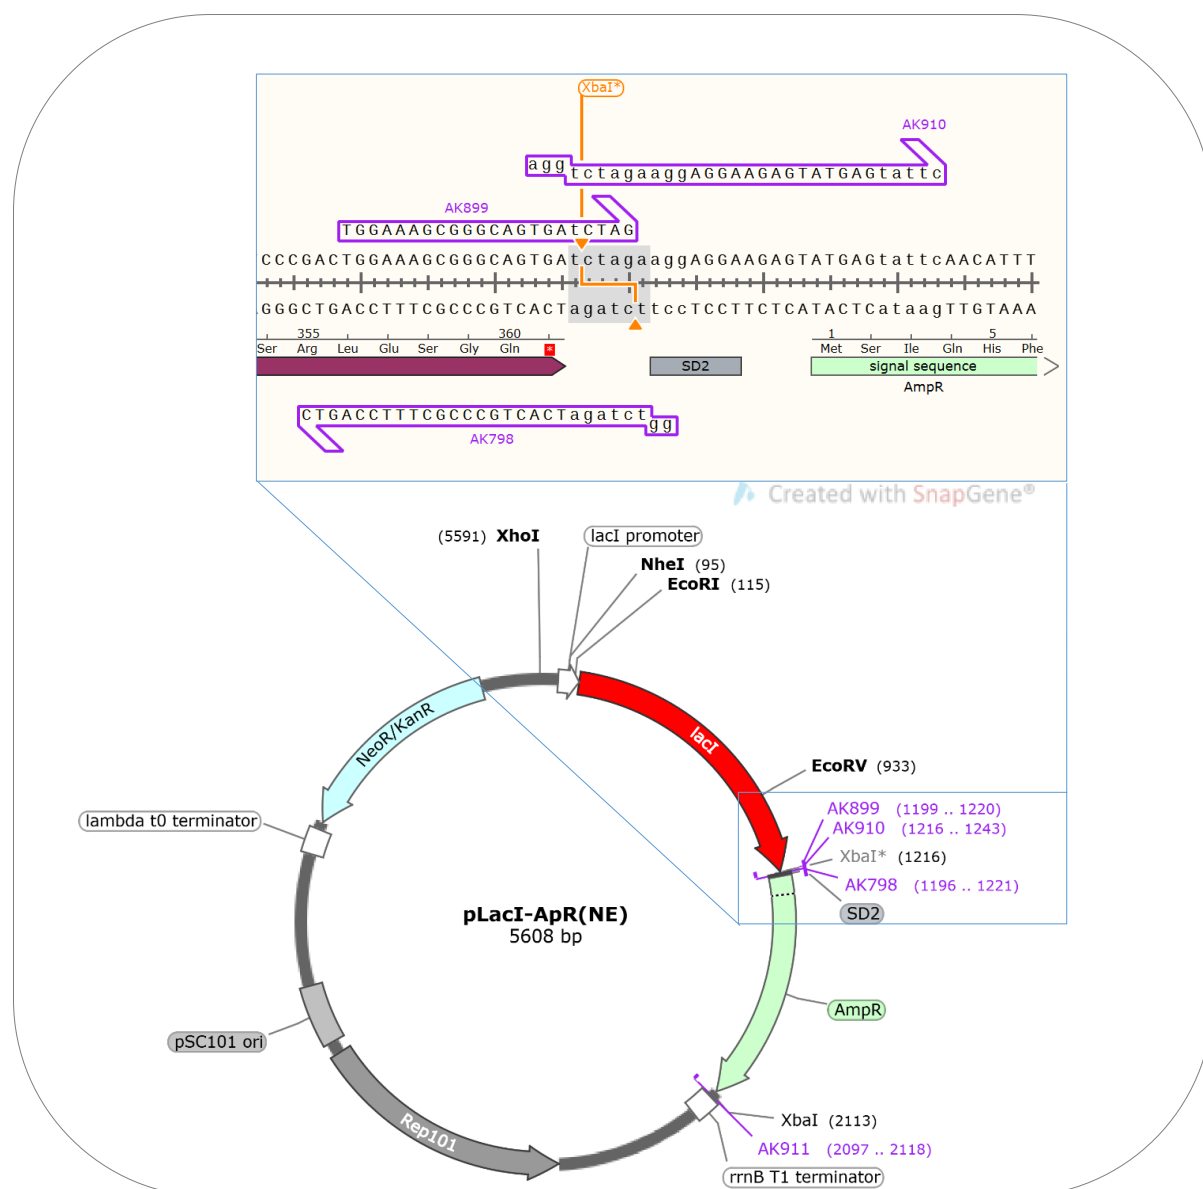 XbaI*
AK910
agg
tctagaaggAGGAAGAGTATGAGtattc
AK899
TGGAAAGCGGGCAGTGAtCTAG
CCCGACTGGAAAGCGGGCAGTGAtctagaaggAGGAAGAGTATGAGtattcAACATTT
GGGCTGACCTTTCGCCCGTCACTagatcttccTCCTTCTCATACTCataagTTGTAAA
355 360 1 5
Ser Arg Leu Glu Ser Gly Gln * Met Ser Ile Gln His Phe
SD2
signal sequence
AmpR
CTGACCTTTCGCCCGTCACTagatct
gg
AK798
Created with SnapGene®
(5591) XhoI
lacI promoter
NheI (95)
EcoRI (115)
NeoR/KanR
lacI
EcoRV (933)
AK899 (1199 .. 1220)
AK910 (1216 .. 1243)
XbaI* (1216)
AK798 (1196 .. 1221)
SD2
lambda t0 terminator
pLacI-ApR(NE)
5608 bp
AmpR
pSC101 ori
Rep101
XbaI (2113)
AK911 (2097 .. 2118)
rrnB T1 terminator